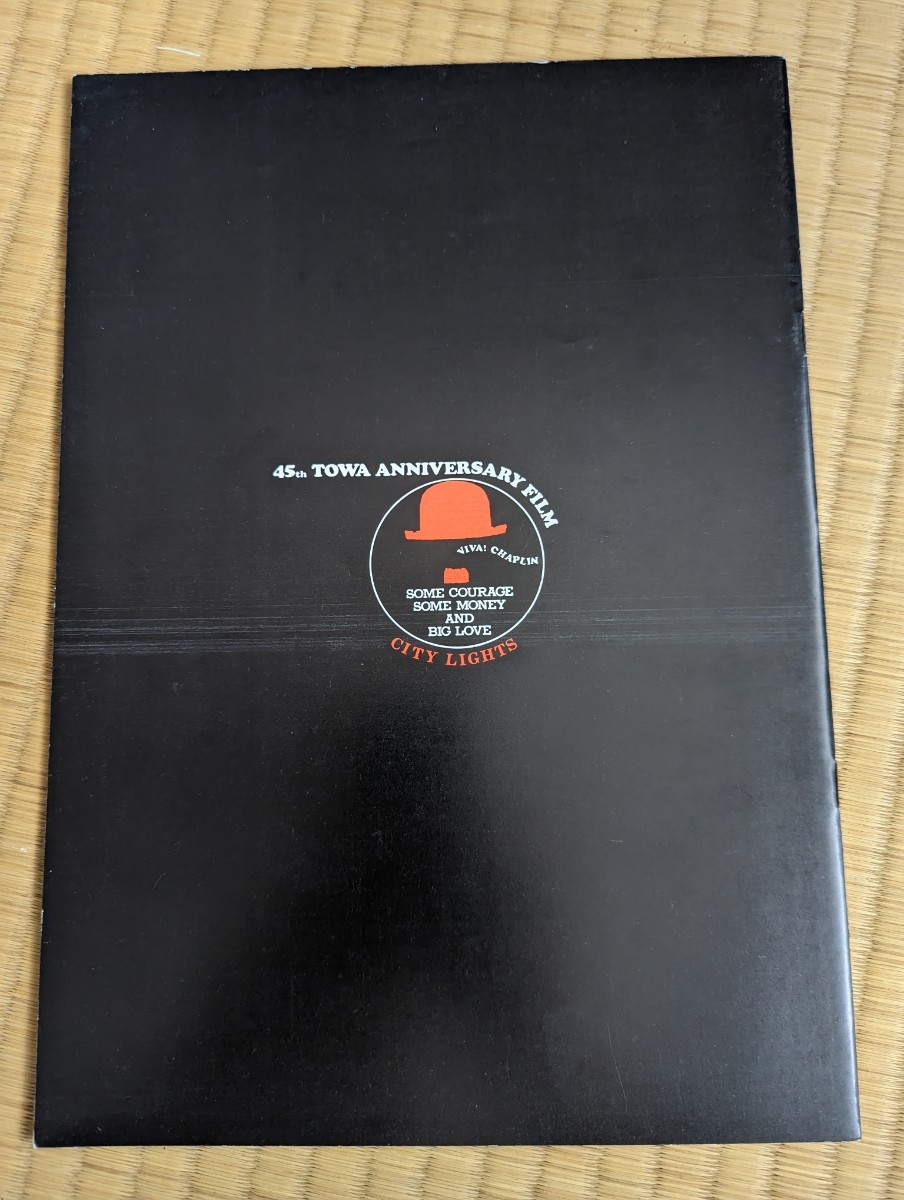 45th TOWA ANNIVERSARY FILM
VIVA! CHAPLIN
SOME COURAGE
SOME MONEY
AND
BIG LOVE
CITY LIGHTS